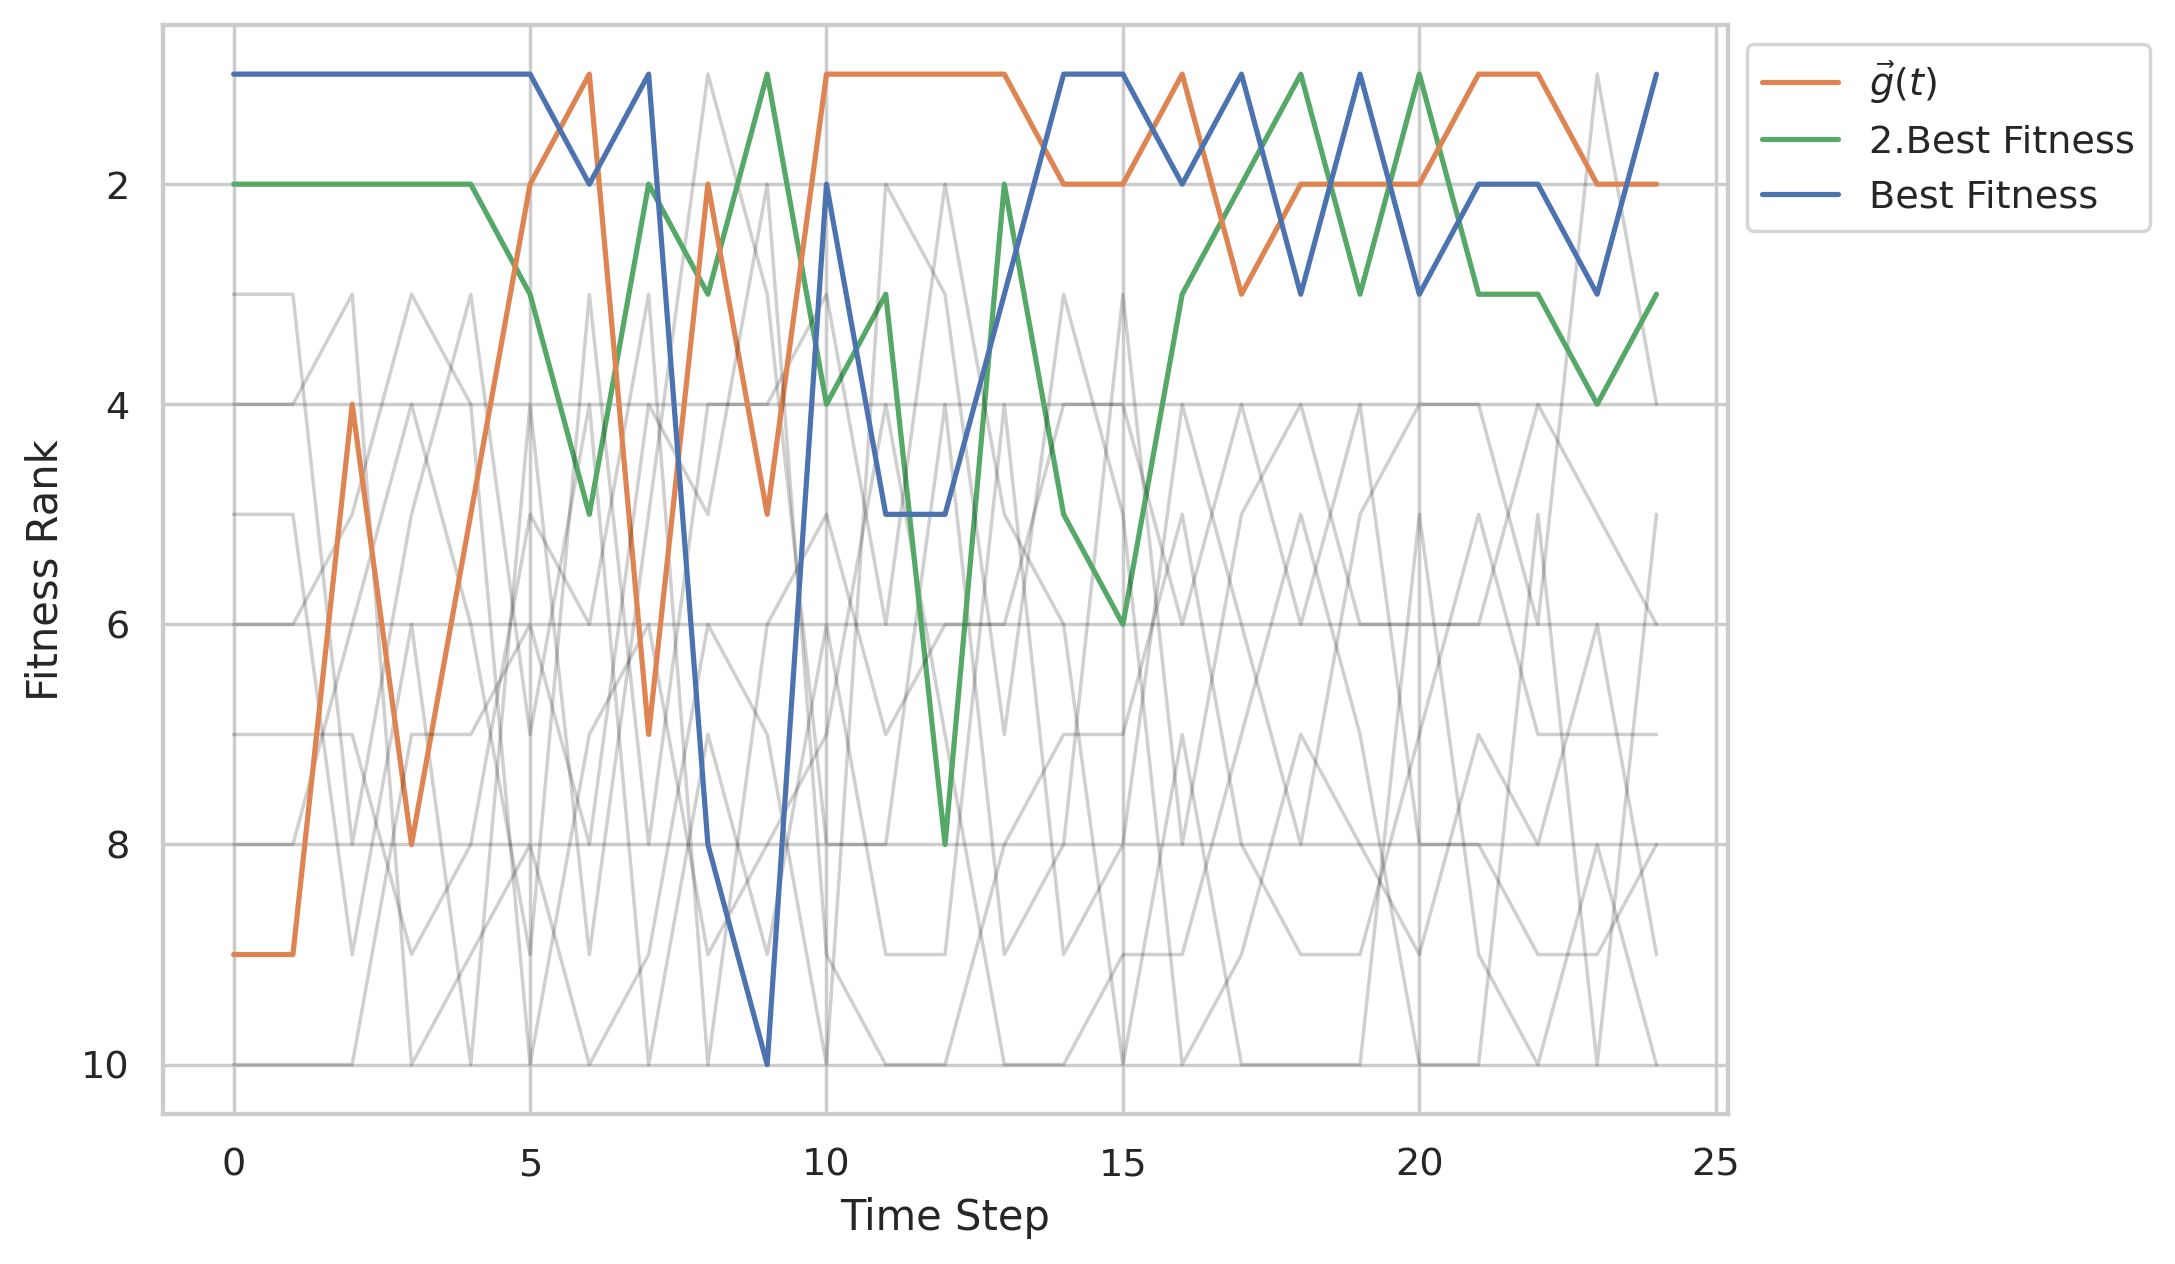 2
4
6
8
10
Fitness Rank
0 5 10 15 20 25
Time Step
g⃗(t)
2.Best Fitness
Best Fitness